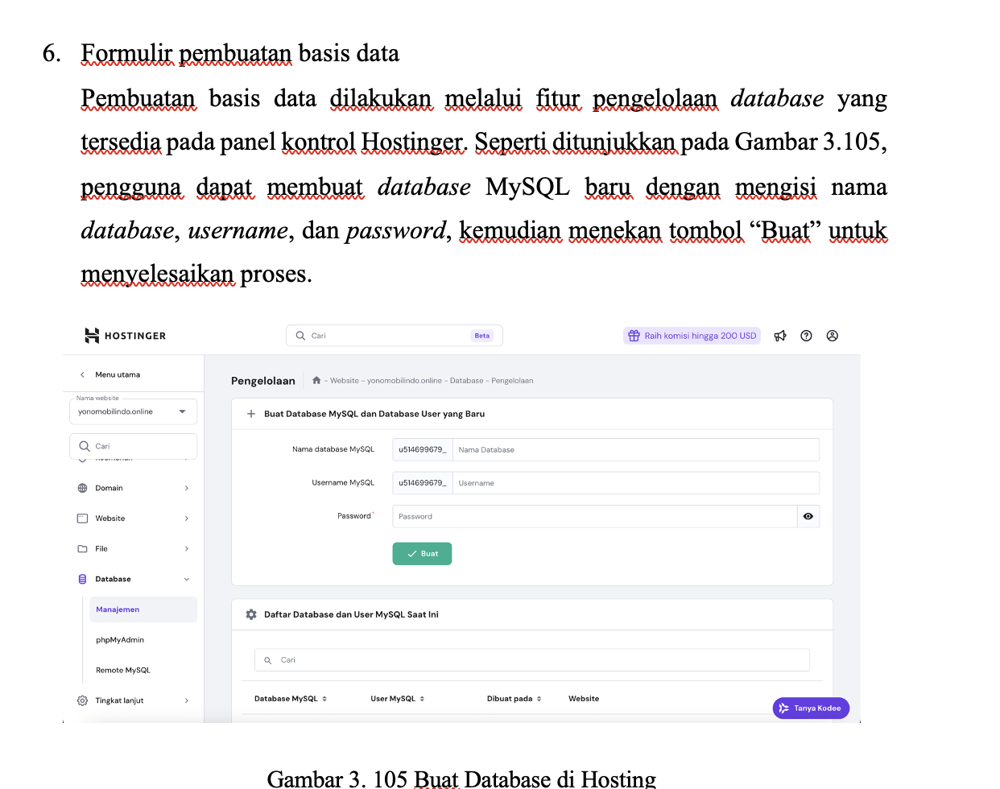 6. Formulir pembuatan basis data
Pembuatan basis data dilakukan melalui fitur pengelolaan database yang
tersedia pada panel kontrol Hostinger. Seperti ditunjukkan pada Gambar 3.105,
pengguna dapat membuat database MySQL baru dengan mengisi nama
database, username, dan password, kemudian menekan tombol “Buat” untuk
menyelesaikan proses.
HOSTINGER
Cari Beta
Raih komisi hingga 200 USD
Menu utama
Nama website
yonomobilindo.online
Cari
Domain
Website
File
Database
Manajemen
phpMyAdmin
Remote MySQL
Tingkat lanjut
Pengelolaan - Website - yonomobilindo.online - Database - Pengelolaan
Buat Database MySQL dan Database User yang Baru
Nama database MySQL u514699679_ Nama Database
Username MySQL u514699679_ Username
Password* Password
Buat
Daftar Database dan User MySQL Saat Ini
Cari
Database MySQL User MySQL Dibuat pada Website
Tanya Kodee
Gambar 3. 105 Buat Database di Hosting